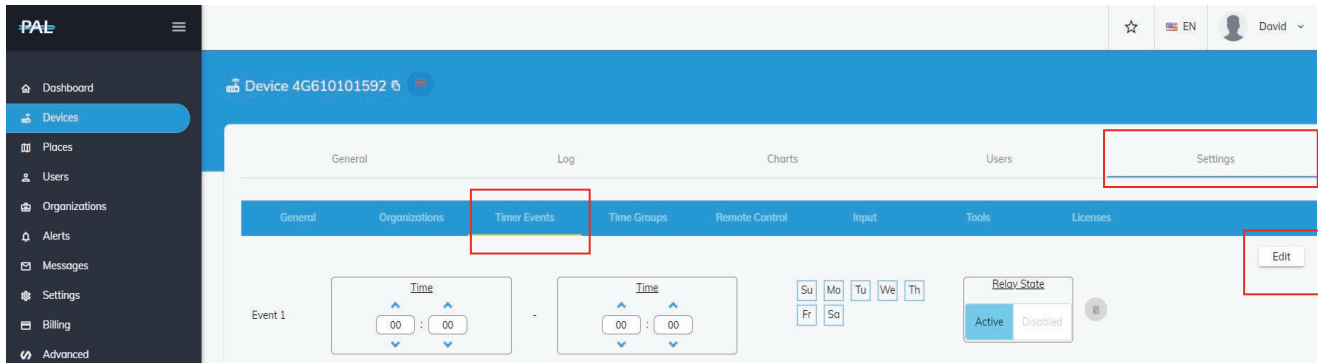 PAL
EN
David
Dashboard
Devices
Places
Users
Organizations
Alerts
Messages
Settings
Billing
Advanced
Device 4G610101592
General Log Charts Users Settings
General Organizations Timer Events Time Groups Remote Control Input Tools Licenses
Edit
Event 1
Time
00 : 00
-
Time
00 : 00
Su Mo Tu We Th
Fr Sa
Relay State
Active Disabled